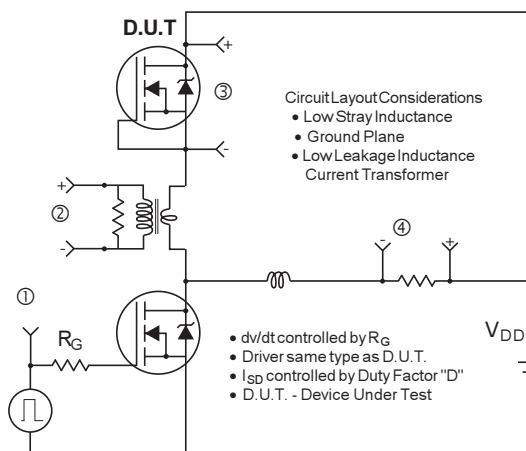 D.U.T
+
③
-
Circuit Layout Considerations
• Low Stray Inductance
• Ground Plane
• Low Leakage Inductance
Current Transformer
+
②
-
④
- +
①
RG
VDD
• dv/dt controlled by RG
• Driver same type as D.U.T.
• ISD controlled by Duty Factor "D"
• D.U.T. - Device Under Test